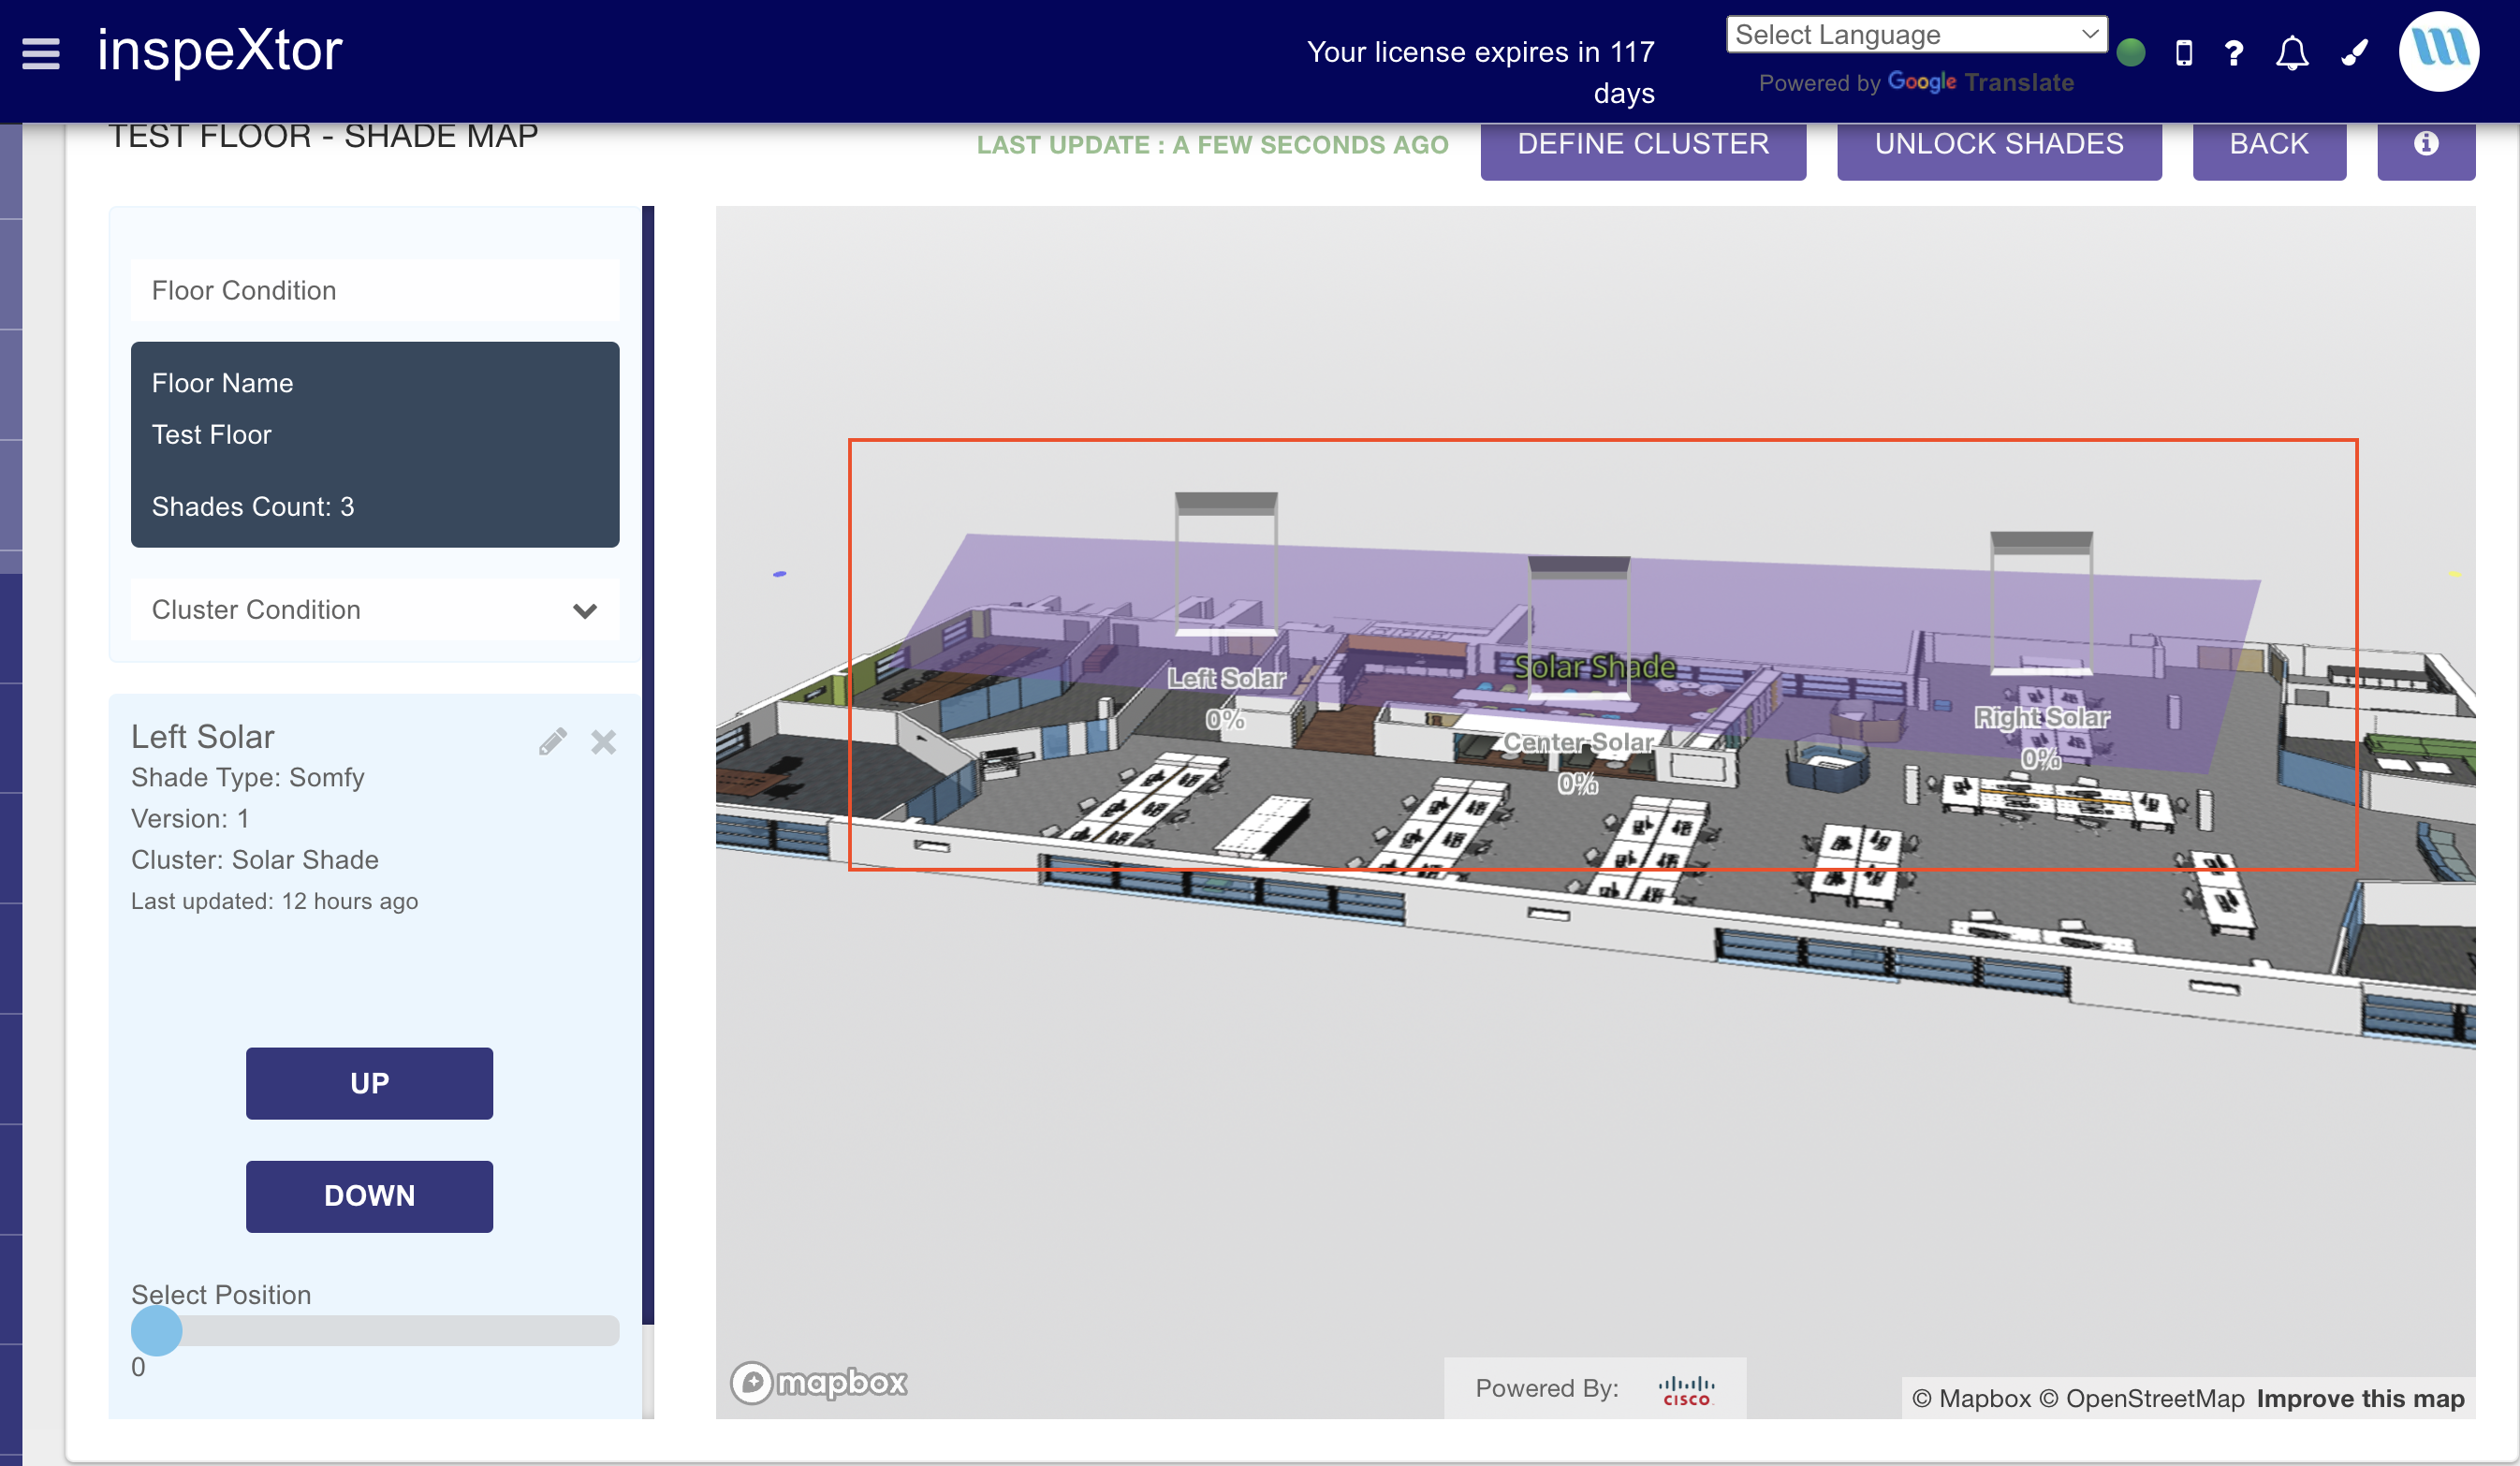 inspeXtor
Your license expires in 117
days
Select Language
Powered by Google Translate
TEST FLOOR - SHADE MAP
LAST UPDATE : A FEW SECONDS AGO
DEFINE CLUSTER
UNLOCK SHADES
BACK
Floor Condition
Floor Name
Test Floor
Shades Count: 3
Cluster Condition
Left Solar
Shade Type: Somfy
Version: 1
Cluster: Solar Shade
Last updated: 12 hours ago
UP
DOWN
Select Position
0
Solar Shade
Left Solar
0%
Center Solar
0%
Right Solar
0%
mapbox
Powered By:
CISCO
© Mapbox © OpenStreetMap Improve this map